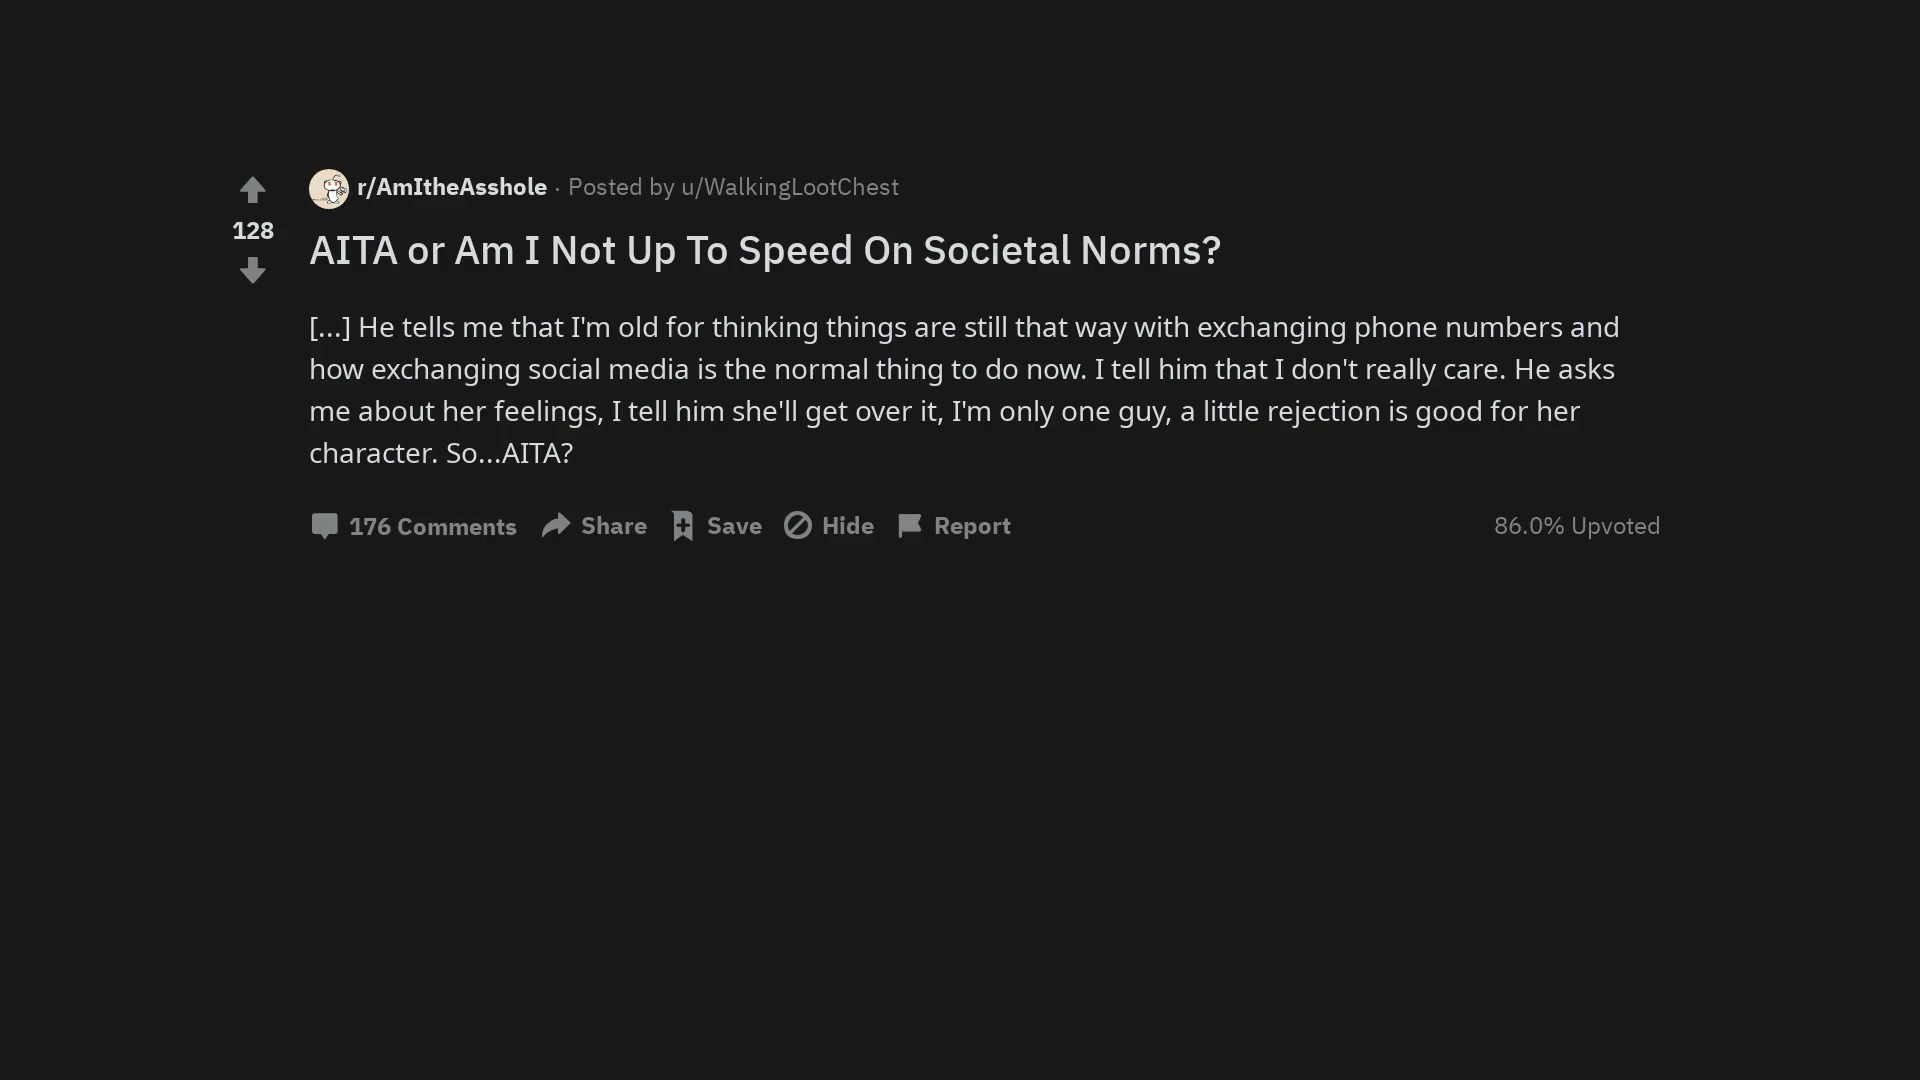 r/AmItheAsshole · Posted by u/WalkingLootChest
128
AITA or Am I Not Up To Speed On Societal Norms?
[...] He tells me that I'm old for thinking things are still that way with exchanging phone numbers and
how exchanging social media is the normal thing to do now. I tell him that I don't really care. He asks
me about her feelings, I tell him she'll get over it, I'm only one guy, a little rejection is good for her
character. So...AITA?
176 Comments Share Save Hide Report 86.0% Upvoted